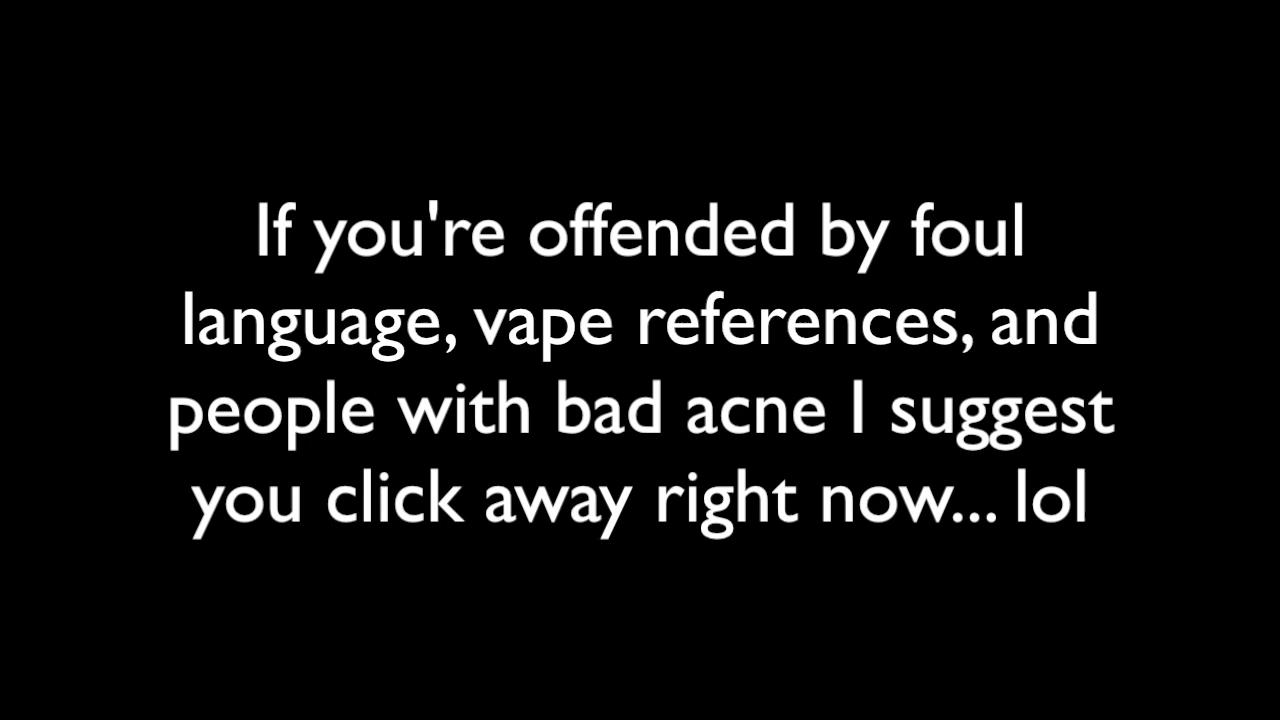 If you're offended by foul
language, vape references, and
people with bad acne I suggest
you click away right now... lol